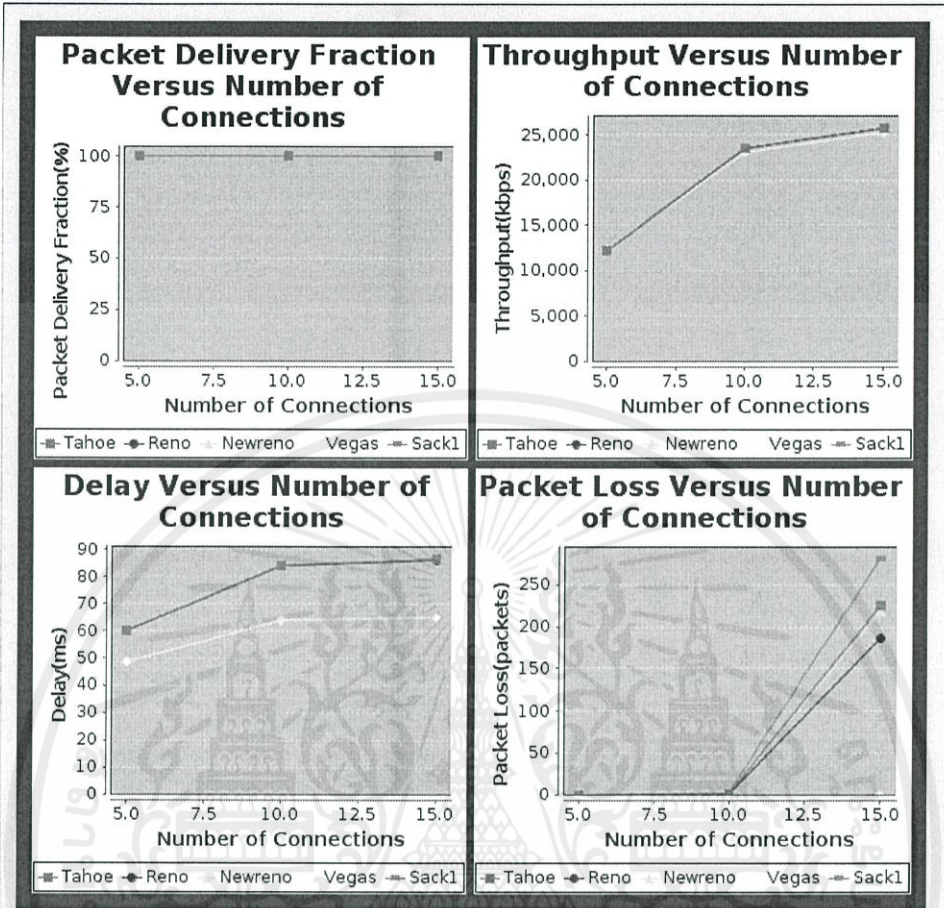 Packet Delivery Fraction
Versus Number of
Connections
Packet Delivery Fraction(%)
100
75
50
25
0
5.0 7.5 10.0 12.5 15.0
Number of Connections
Tahoe Reno Newreno Vegas Sack1
Throughput Versus Number
of Connections
Throughput(kbps)
25,000
20,000
15,000
10,000
5,000
0
5.0 7.5 10.0 12.5 15.0
Number of Connections
Tahoe Reno Newreno Vegas Sack1
Delay Versus Number of
Connections
Delay(ms)
90
80
70
60
50
40
30
20
10
0
5.0 7.5 10.0 12.5 15.0
Number of Connections
Tahoe Reno Newreno Vegas Sack1
Packet Loss Versus Number
of Connections
Packet Loss(packets)
250
200
150
100
50
0
5.0 7.5 10.0 12.5 15.0
Number of Connections
Tahoe Reno Newreno Vegas Sack1